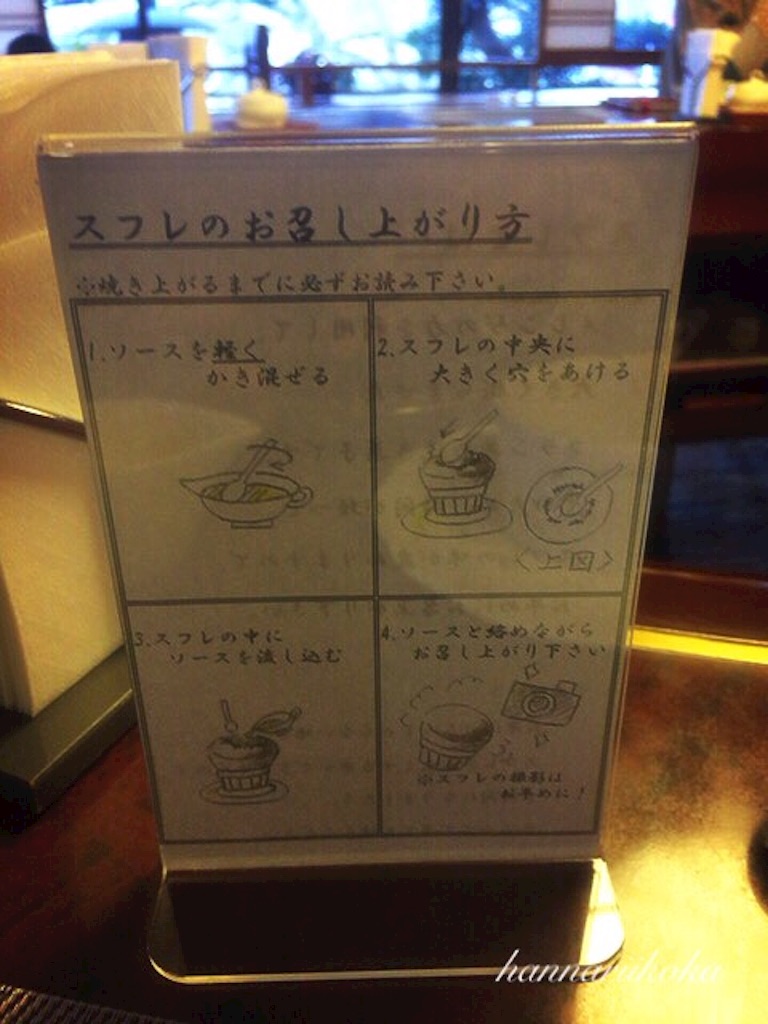 スフレのお召し上がり方
※焼き上がるまでに必ずお読み下さい。
1.ソースを軽く
かき混ぜる
2.スフレの中央に
大きく穴をあける
〈上図〉
3.スフレの中に
ソースを流し込む
4.ソースと絡めながら
お召し上がり下さい
※スフレの撮影は
お早めに！
hannarikoha